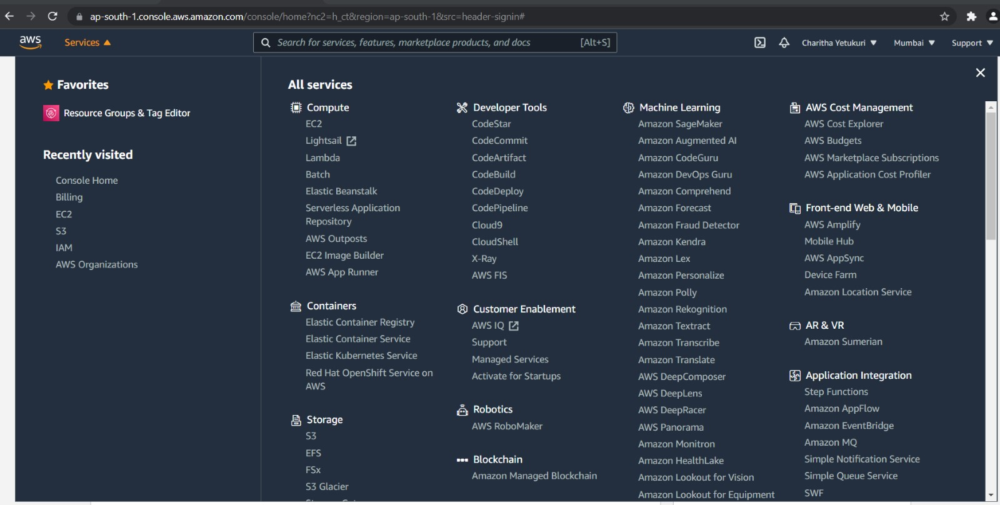 ap-south-1.console.aws.amazon.com/console/home?nc2=h_ct&region=ap-south-1&src=header-signin#
aws
Services
Search for services, features, marketplace products, and docs
[Alt+S]
Charitha Yetukuri
Mumbai
Support
Favorites
Resource Groups & Tag Editor
Recently visited
Console Home
Billing
EC2
S3
IAM
AWS Organizations
All services
Compute
EC2
Lightsail
Lambda
Batch
Elastic Beanstalk
Serverless Application
Repository
AWS Outposts
EC2 Image Builder
AWS App Runner
Containers
Elastic Container Registry
Elastic Container Service
Elastic Kubernetes Service
Red Hat OpenShift Service on
AWS
Storage
S3
EFS
FSx
S3 Glacier
Developer Tools
CodeStar
CodeCommit
CodeArtifact
CodeBuild
CodeDeploy
CodePipeline
Cloud9
CloudShell
X-Ray
AWS FIS
Customer Enablement
AWS IQ
Support
Managed Services
Activate for Startups
Robotics
AWS RoboMaker
Blockchain
Amazon Managed Blockchain
Machine Learning
Amazon SageMaker
Amazon Augmented AI
Amazon CodeGuru
Amazon DevOps Guru
Amazon Comprehend
Amazon Forecast
Amazon Fraud Detector
Amazon Kendra
Amazon Lex
Amazon Personalize
Amazon Polly
Amazon Rekognition
Amazon Textract
Amazon Transcribe
Amazon Translate
AWS DeepComposer
AWS DeepLens
AWS DeepRacer
AWS Panorama
Amazon Monitron
Amazon HealthLake
Amazon Lookout for Vision
Amazon Lookout for Equipment
AWS Cost Management
AWS Cost Explorer
AWS Budgets
AWS Marketplace Subscriptions
AWS Application Cost Profiler
Front-end Web & Mobile
AWS Amplify
Mobile Hub
AWS AppSync
Device Farm
Amazon Location Service
AR & VR
Amazon Sumerian
Application Integration
Step Functions
Amazon AppFlow
Amazon EventBridge
Amazon MQ
Simple Notification Service
Simple Queue Service
SWF